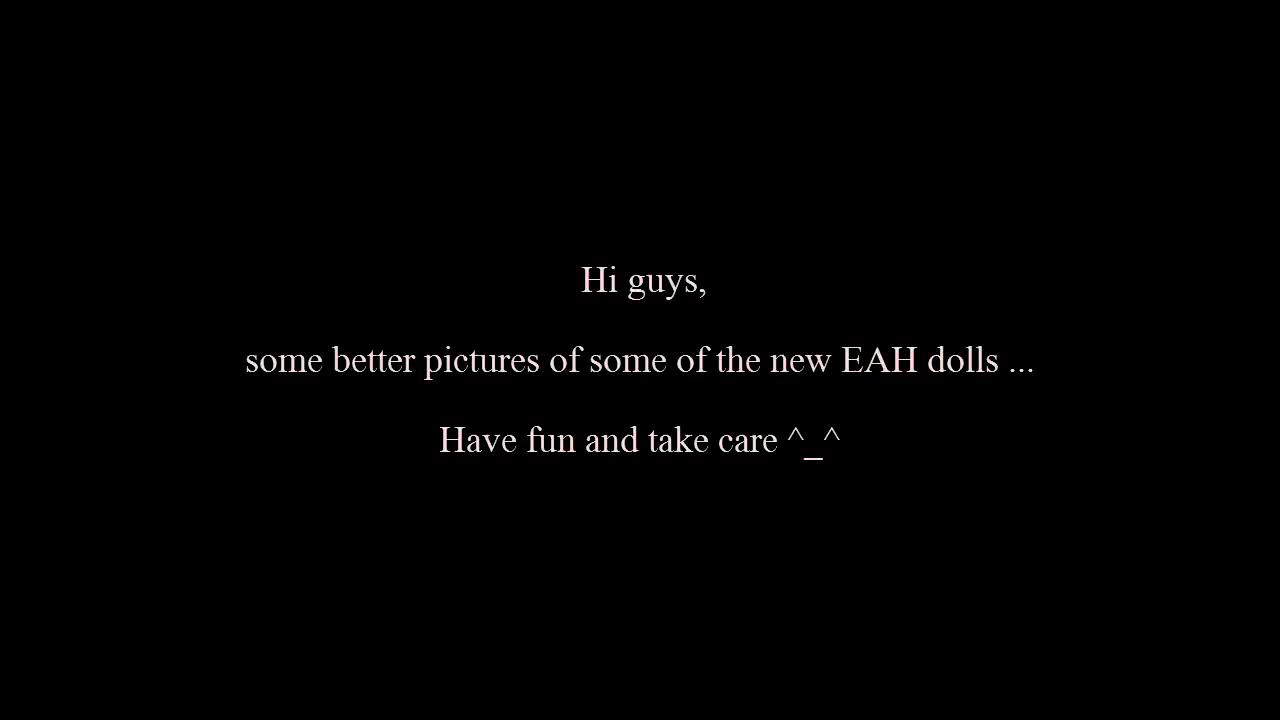 Hi guys,
some better pictures of some of the new EAH dolls ...
Have fun and take care ^_^